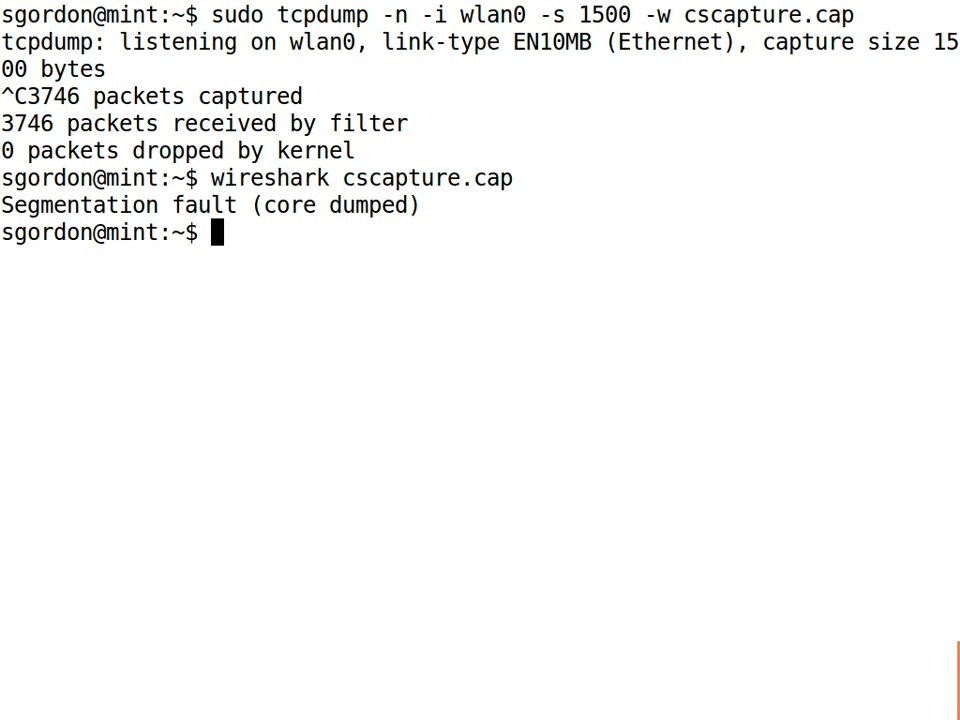 sgordon@mint:~$ sudo tcpdump -n -i wlan0 -s 1500 -w cscapture.cap
tcpdump: listening on wlan0, link-type EN10MB (Ethernet), capture size 15
00 bytes
^C3746 packets captured
3746 packets received by filter
0 packets dropped by kernel
sgordon@mint:~$ wireshark cscapture.cap
Segmentation fault (core dumped)
sgordon@mint:~$